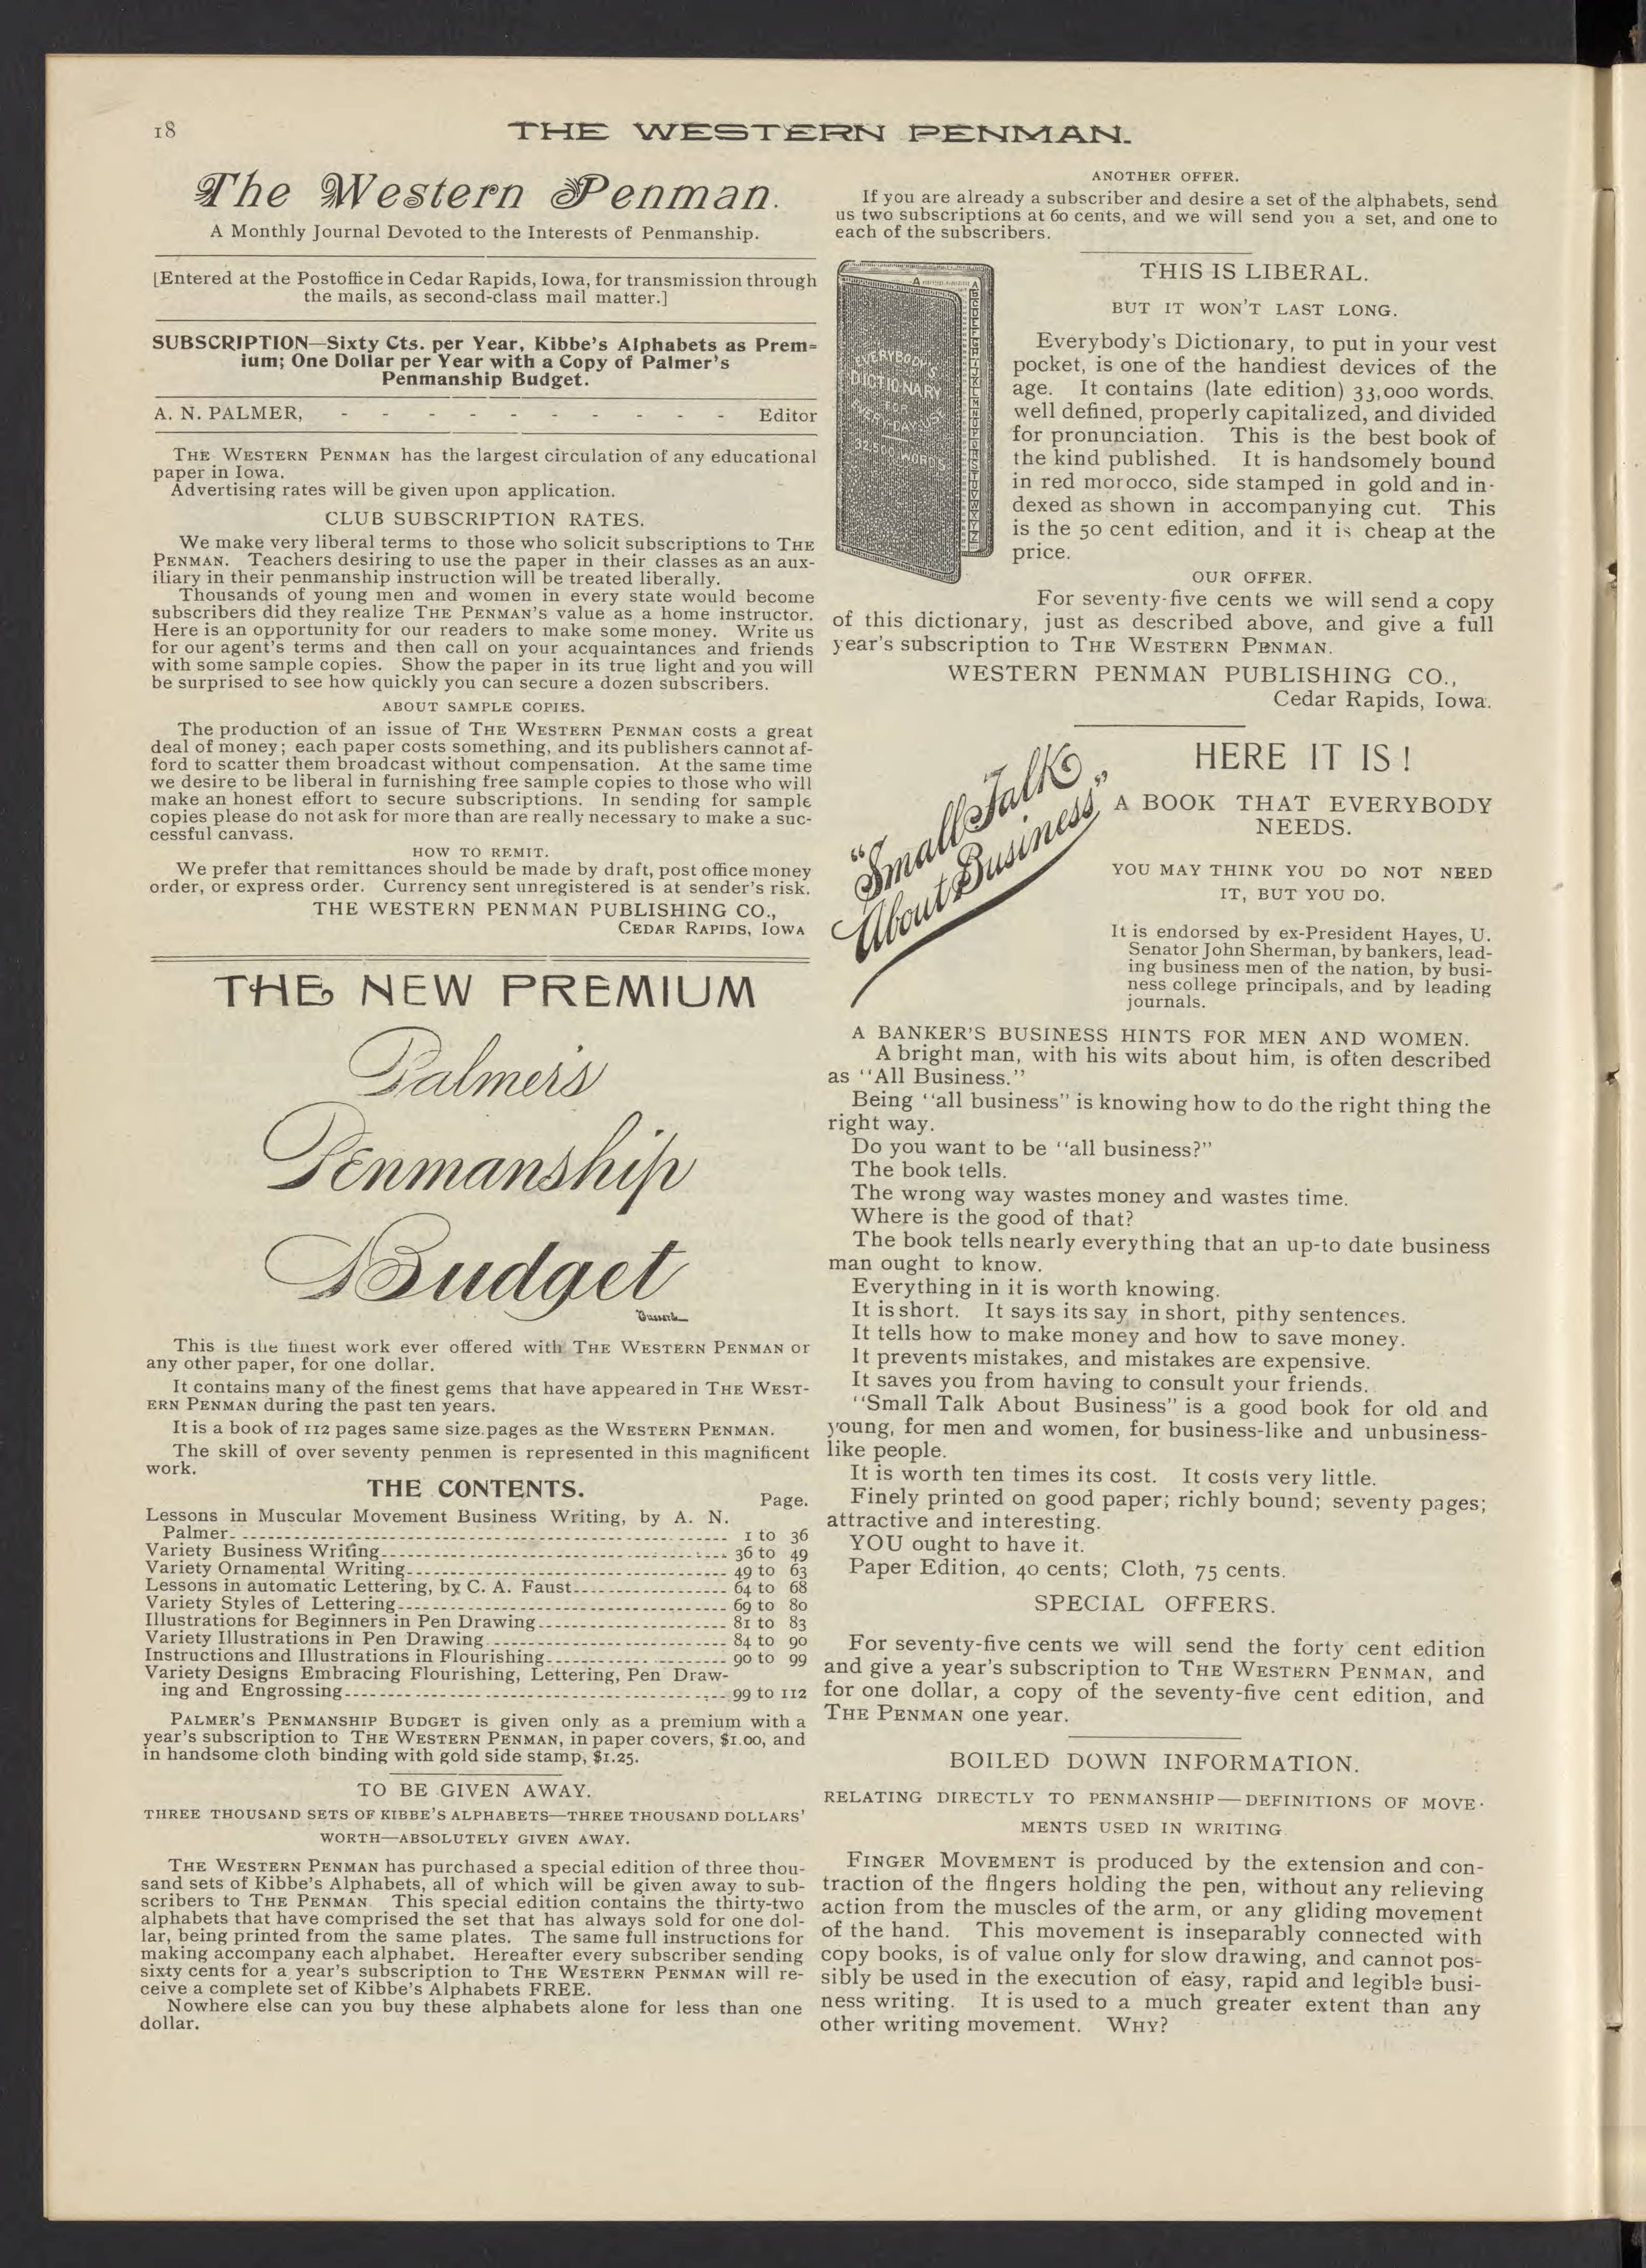 18
THE WESTERN PENMAN.
The Western Penman.
A Monthly Journal Devoted to the Interests of Penmanship.
[Entered at the Postoffice in Cedar Rapids, Iowa, for transmission through
the mails, as second-class mail matter.]
SUBSCRIPTION—Sixty Cts. per Year, Kibbe's Alphabets as Prem=
ium; One Dollar per Year with a Copy of Palmer's
Penmanship Budget.
A. N. PALMER, - - - - - - - - - - Editor
THE WESTERN PENMAN has the largest circulation of any educational
paper in Iowa.
Advertising rates will be given upon application.
CLUB SUBSCRIPTION RATES.
We make very liberal terms to those who solicit subscriptions to THE
PENMAN. Teachers desiring to use the paper in their classes as an aux-
iliary in their penmanship instruction will be treated liberally.
Thousands of young men and women in every state would become
subscribers did they realize THE PENMAN'S value as a home instructor.
Here is an opportunity for our readers to make some money. Write us
for our agent's terms and then call on your acquaintances and friends
with some sample copies. Show the paper in its true light and you will
be surprised to see how quickly you can secure a dozen subscribers.
ABOUT SAMPLE COPIES.
The production of an issue of THE WESTERN PENMAN costs a great
deal of money; each paper costs something, and its publishers cannot af-
ford to scatter them broadcast without compensation. At the same time
we desire to be liberal in furnishing free sample copies to those who will
make an honest effort to secure subscriptions. In sending for sample
copies please do not ask for more than are really necessary to make a suc-
cessful canvass.
HOW TO REMIT.
We prefer that remittances should be made by draft, post office money
order, or express order. Currency sent unregistered is at sender's risk.
THE WESTERN PENMAN PUBLISHING CO.,
CEDAR RAPIDS, IOWA
THE NEW PREMIUM
Palmer's
Penmanship
Budget
This is the finest work ever offered with THE WESTERN PENMAN or
any other paper, for one dollar.
It contains many of the finest gems that have appeared in THE WEST-
ERN PENMAN during the past ten years.
It is a book of 112 pages same size pages as the WESTERN PENMAN.
The skill of over seventy penmen is represented in this magnificent
work.
THE CONTENTS.
Page.
Lessons in Muscular Movement Business Writing, by A. N.
Palmer 1 to 36
Variety Business Writing 36 to 49
Variety Ornamental Writing 49 to 63
Lessons in automatic Lettering, by C. A. Faust 64 to 68
Variety Styles of Lettering 69 to 80
Illustrations for Beginners in Pen Drawing 81 to 83
Variety Illustrations in Pen Drawing 84 to 90
Instructions and Illustrations in Flourishing 90 to 99
Variety Designs Embracing Flourishing, Lettering, Pen Draw-
ing and Engrossing 99 to 112
PALMER'S PENMANSHIP BUDGET is given only as a premium with a
year's subscription to THE WESTERN PENMAN, in paper covers, $1.00, and
in handsome cloth binding with gold side stamp, $1.25.
TO BE GIVEN AWAY.
THREE THOUSAND SETS OF KIBBE'S ALPHABETS—THREE THOUSAND DOLLARS'
WORTH—ABSOLUTELY GIVEN AWAY.
THE WESTERN PENMAN has purchased a special edition of three thou-
sand sets of Kibbe's Alphabets, all of which will be given away to sub-
scribers to THE PENMAN This special edition contains the thirty-two
alphabets that have comprised the set that has always sold for one dol-
lar, being printed from the same plates. The same full instructions for
making accompany each alphabet. Hereafter every subscriber sending
sixty cents for a year's subscription to THE WESTERN PENMAN will re-
ceive a complete set of Kibbe's Alphabets FREE.
Nowhere else can you buy these alphabets alone for less than one
dollar.
ANOTHER OFFER.
If you are already a subscriber and desire a set of the alphabets, send
us two subscriptions at 60 cents, and we will send you a set, and one to
each of the subscribers.
THIS IS LIBERAL.
BUT IT WON'T LAST LONG.
EVERYBODY'S
DICTIONARY
FOR
EVERY-DAY USE
32500 WORDS
Everybody's Dictionary, to put in your vest
pocket, is one of the handiest devices of the
age. It contains (late edition) 33,000 words,
well defined, properly capitalized, and divided
for pronunciation. This is the best book of
the kind published. It is handsomely bound
in red morocco, side stamped in gold and in-
dexed as shown in accompanying cut. This
is the 50 cent edition, and it is cheap at the
price.
OUR OFFER.
For seventy-five cents we will send a copy
of this dictionary, just as described above, and give a full
year's subscription to THE WESTERN PENMAN.
WESTERN PENMAN PUBLISHING CO.,
Cedar Rapids, Iowa.
"Small Talk
About Business"
HERE IT IS!
A BOOK THAT EVERYBODY
NEEDS.
YOU MAY THINK YOU DO NOT NEED
IT, BUT YOU DO.
It is endorsed by ex-President Hayes, U.
Senator John Sherman, by bankers, lead-
ing business men of the nation, by busi-
ness college principals, and by leading
journals.
A BANKER'S BUSINESS HINTS FOR MEN AND WOMEN.
A bright man, with his wits about him, is often described
as "All Business."
Being "all business" is knowing how to do the right thing the
right way.
Do you want to be "all business?"
The book tells.
The wrong way wastes money and wastes time.
Where is the good of that?
The book tells nearly everything that an up-to date business
man ought to know.
Everything in it is worth knowing.
It is short. It says its say in short, pithy sentences.
It tells how to make money and how to save money.
It prevents mistakes, and mistakes are expensive.
It saves you from having to consult your friends.
"Small Talk About Business" is a good book for old and
young, for men and women, for business-like and unbusiness-
like people.
It is worth ten times its cost. It costs very little.
Finely printed on good paper; richly bound; seventy pages;
attractive and interesting.
YOU ought to have it.
Paper Edition, 40 cents; Cloth, 75 cents.
SPECIAL OFFERS.
For seventy-five cents we will send the forty cent edition
and give a year's subscription to THE WESTERN PENMAN, and
for one dollar, a copy of the seventy-five cent edition, and
THE PENMAN one year.
BOILED DOWN INFORMATION.
RELATING DIRECTLY TO PENMANSHIP—DEFINITIONS OF MOVE-
MENTS USED IN WRITING
FINGER MOVEMENT is produced by the extension and con-
traction of the fingers holding the pen, without any relieving
action from the muscles of the arm, or any gliding movement
of the hand. This movement is inseparably connected with
copy books, is of value only for slow drawing, and cannot pos-
sibly be used in the execution of easy, rapid and legible busi-
ness writing. It is used to a much greater extent than any
other writing movement. WHY?